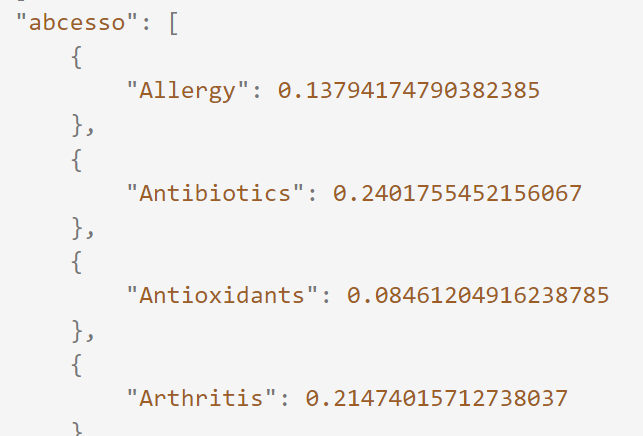 "abcesso": [
{
"Allergy": 0.13794174790382385
},
{
"Antibiotics": 0.2401755452156067
},
{
"Antioxidants": 0.08461204916238785
},
{
"Arthritis": 0.21474015712738037
}